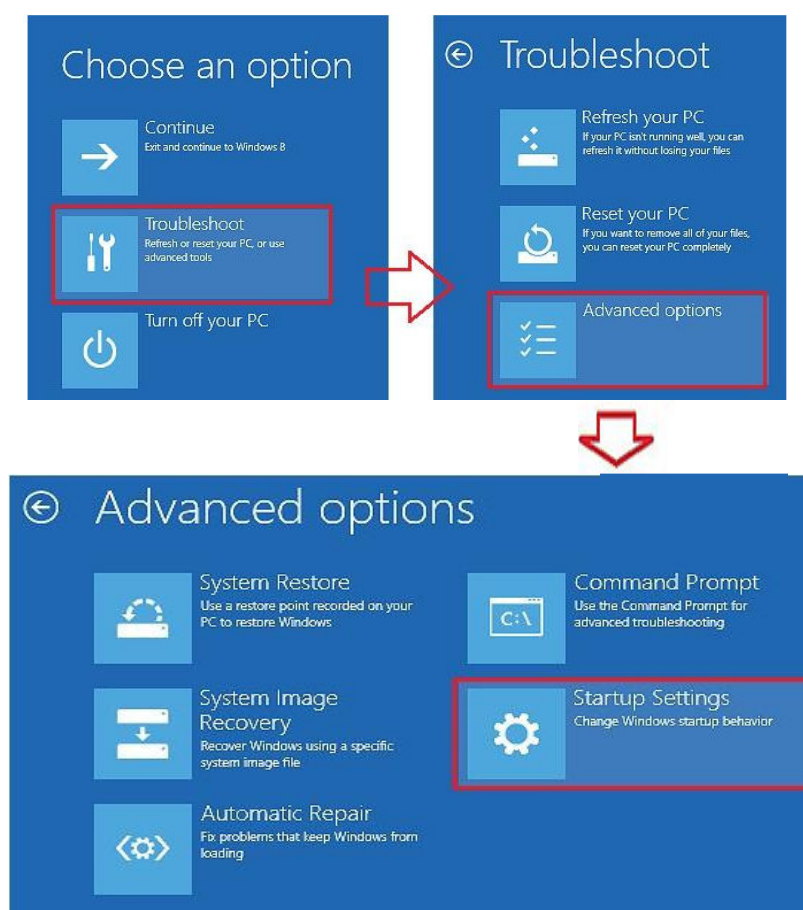 Choose an option
Continue
Exit and continue to Windows 8
Troubleshoot
Refresh or reset your PC, or use
advanced tools
Turn off your PC
Troubleshoot
Refresh your PC
If your PC isn't running well, you can
refresh it without losing your files
Reset your PC
If you want to remove all of your files,
you can reset your PC completely
Advanced options
Advanced options
System Restore
Use a restore point recorded on your
PC to restore Windows
System Image
Recovery
Recover Windows using a specific
system image file
Automatic Repair
Fix problems that keep Windows from
loading
Command Prompt
Use the Command Prompt for
advanced troubleshooting
C:\
Startup Settings
Change Windows startup behavior